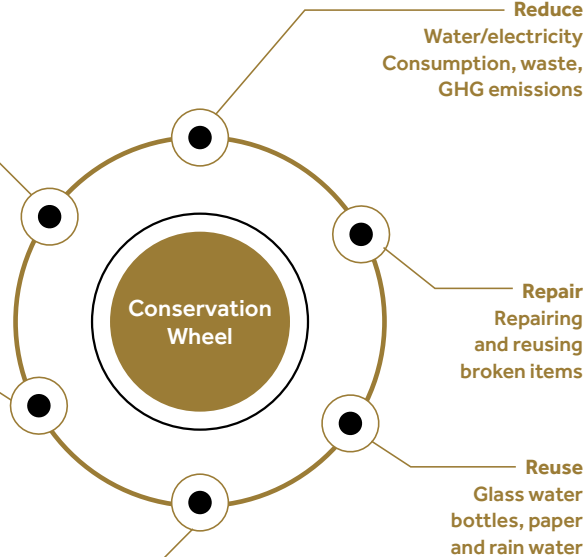 Reduce
Water/electricity
Consumption, waste,
GHG emissions
Conservation
Wheel
Repair
Repairing
and reusing
broken items
Reuse
Glass water
bottles, paper
and rain water